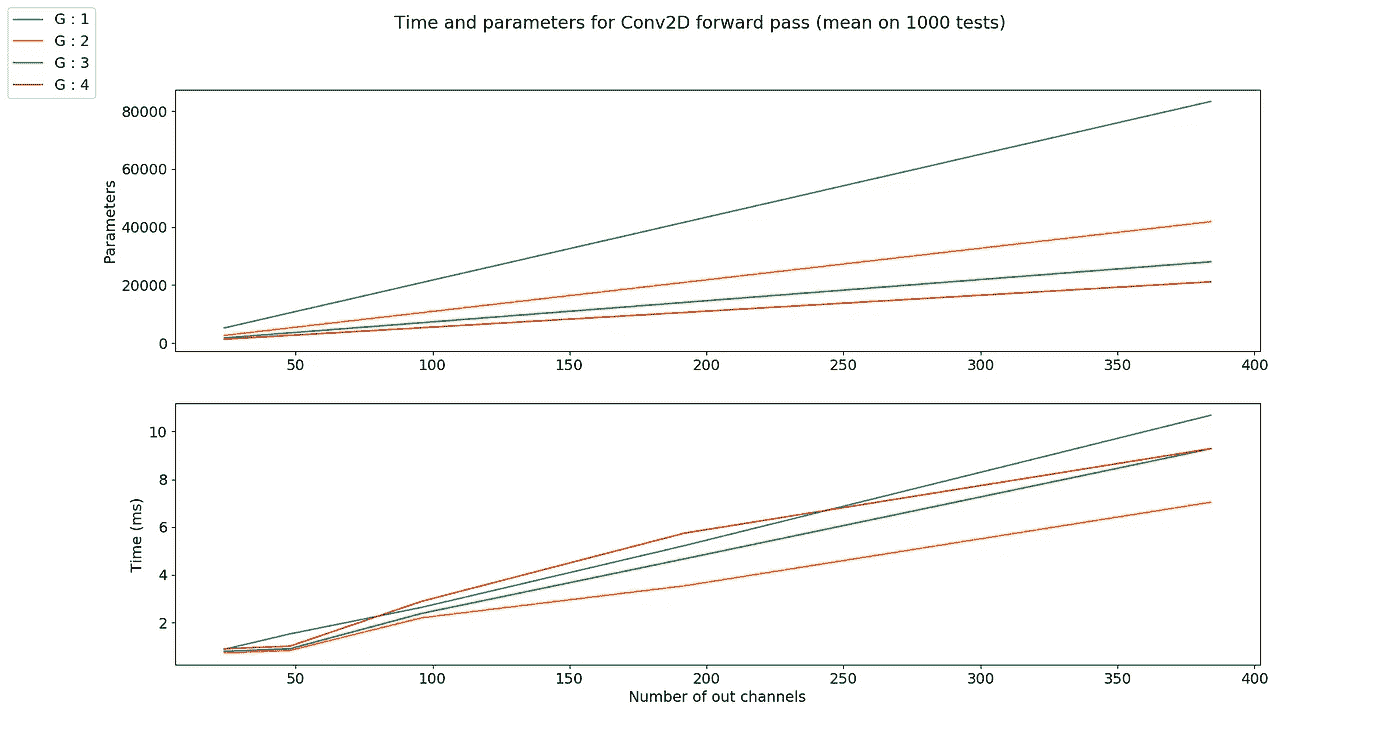 Time and parameters for Conv2D forward pass (mean on 1000 tests)
G : 1
G : 2
G : 3
G : 4
Parameters
80000
60000
40000
20000
0
50 100 150 200 250 300 350 400
Time (ms)
10
8
6
4
2
50 100 150 200 250 300 350 400
Number of out channels